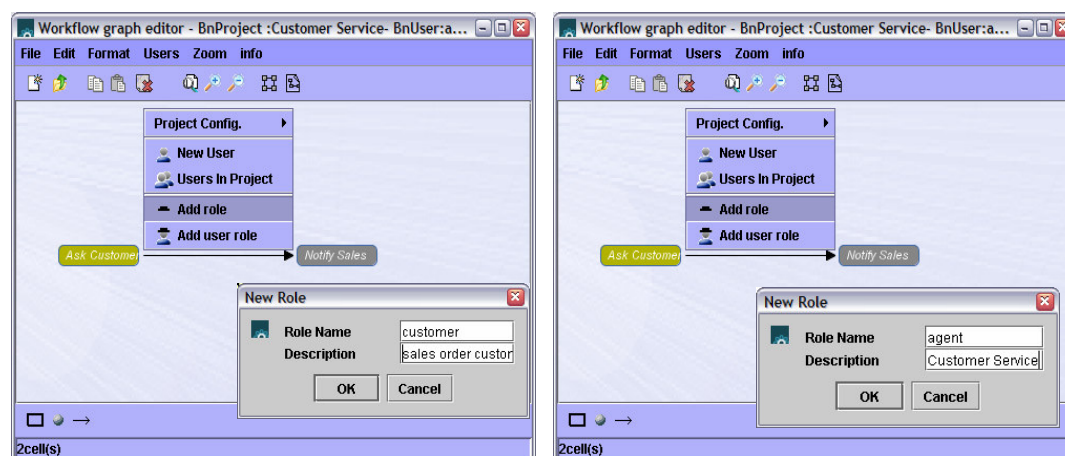 Workflow graph editor - BnProject :Customer Service- BnUser:a...
File Edit Format Users Zoom info
Project Config.
New User
Users In Project
Add role
Add user role
Ask Customer
Notify Sales
New Role
Role Name customer
Description sales order custor
OK Cancel
2cell(s)
Workflow graph editor - BnProject :Customer Service- BnUser:a...
File Edit Format Users Zoom info
Project Config.
New User
Users In Project
Add role
Add user role
Ask Customer
Notify Sales
New Role
Role Name agent
Description Customer Service
OK Cancel
2cell(s)